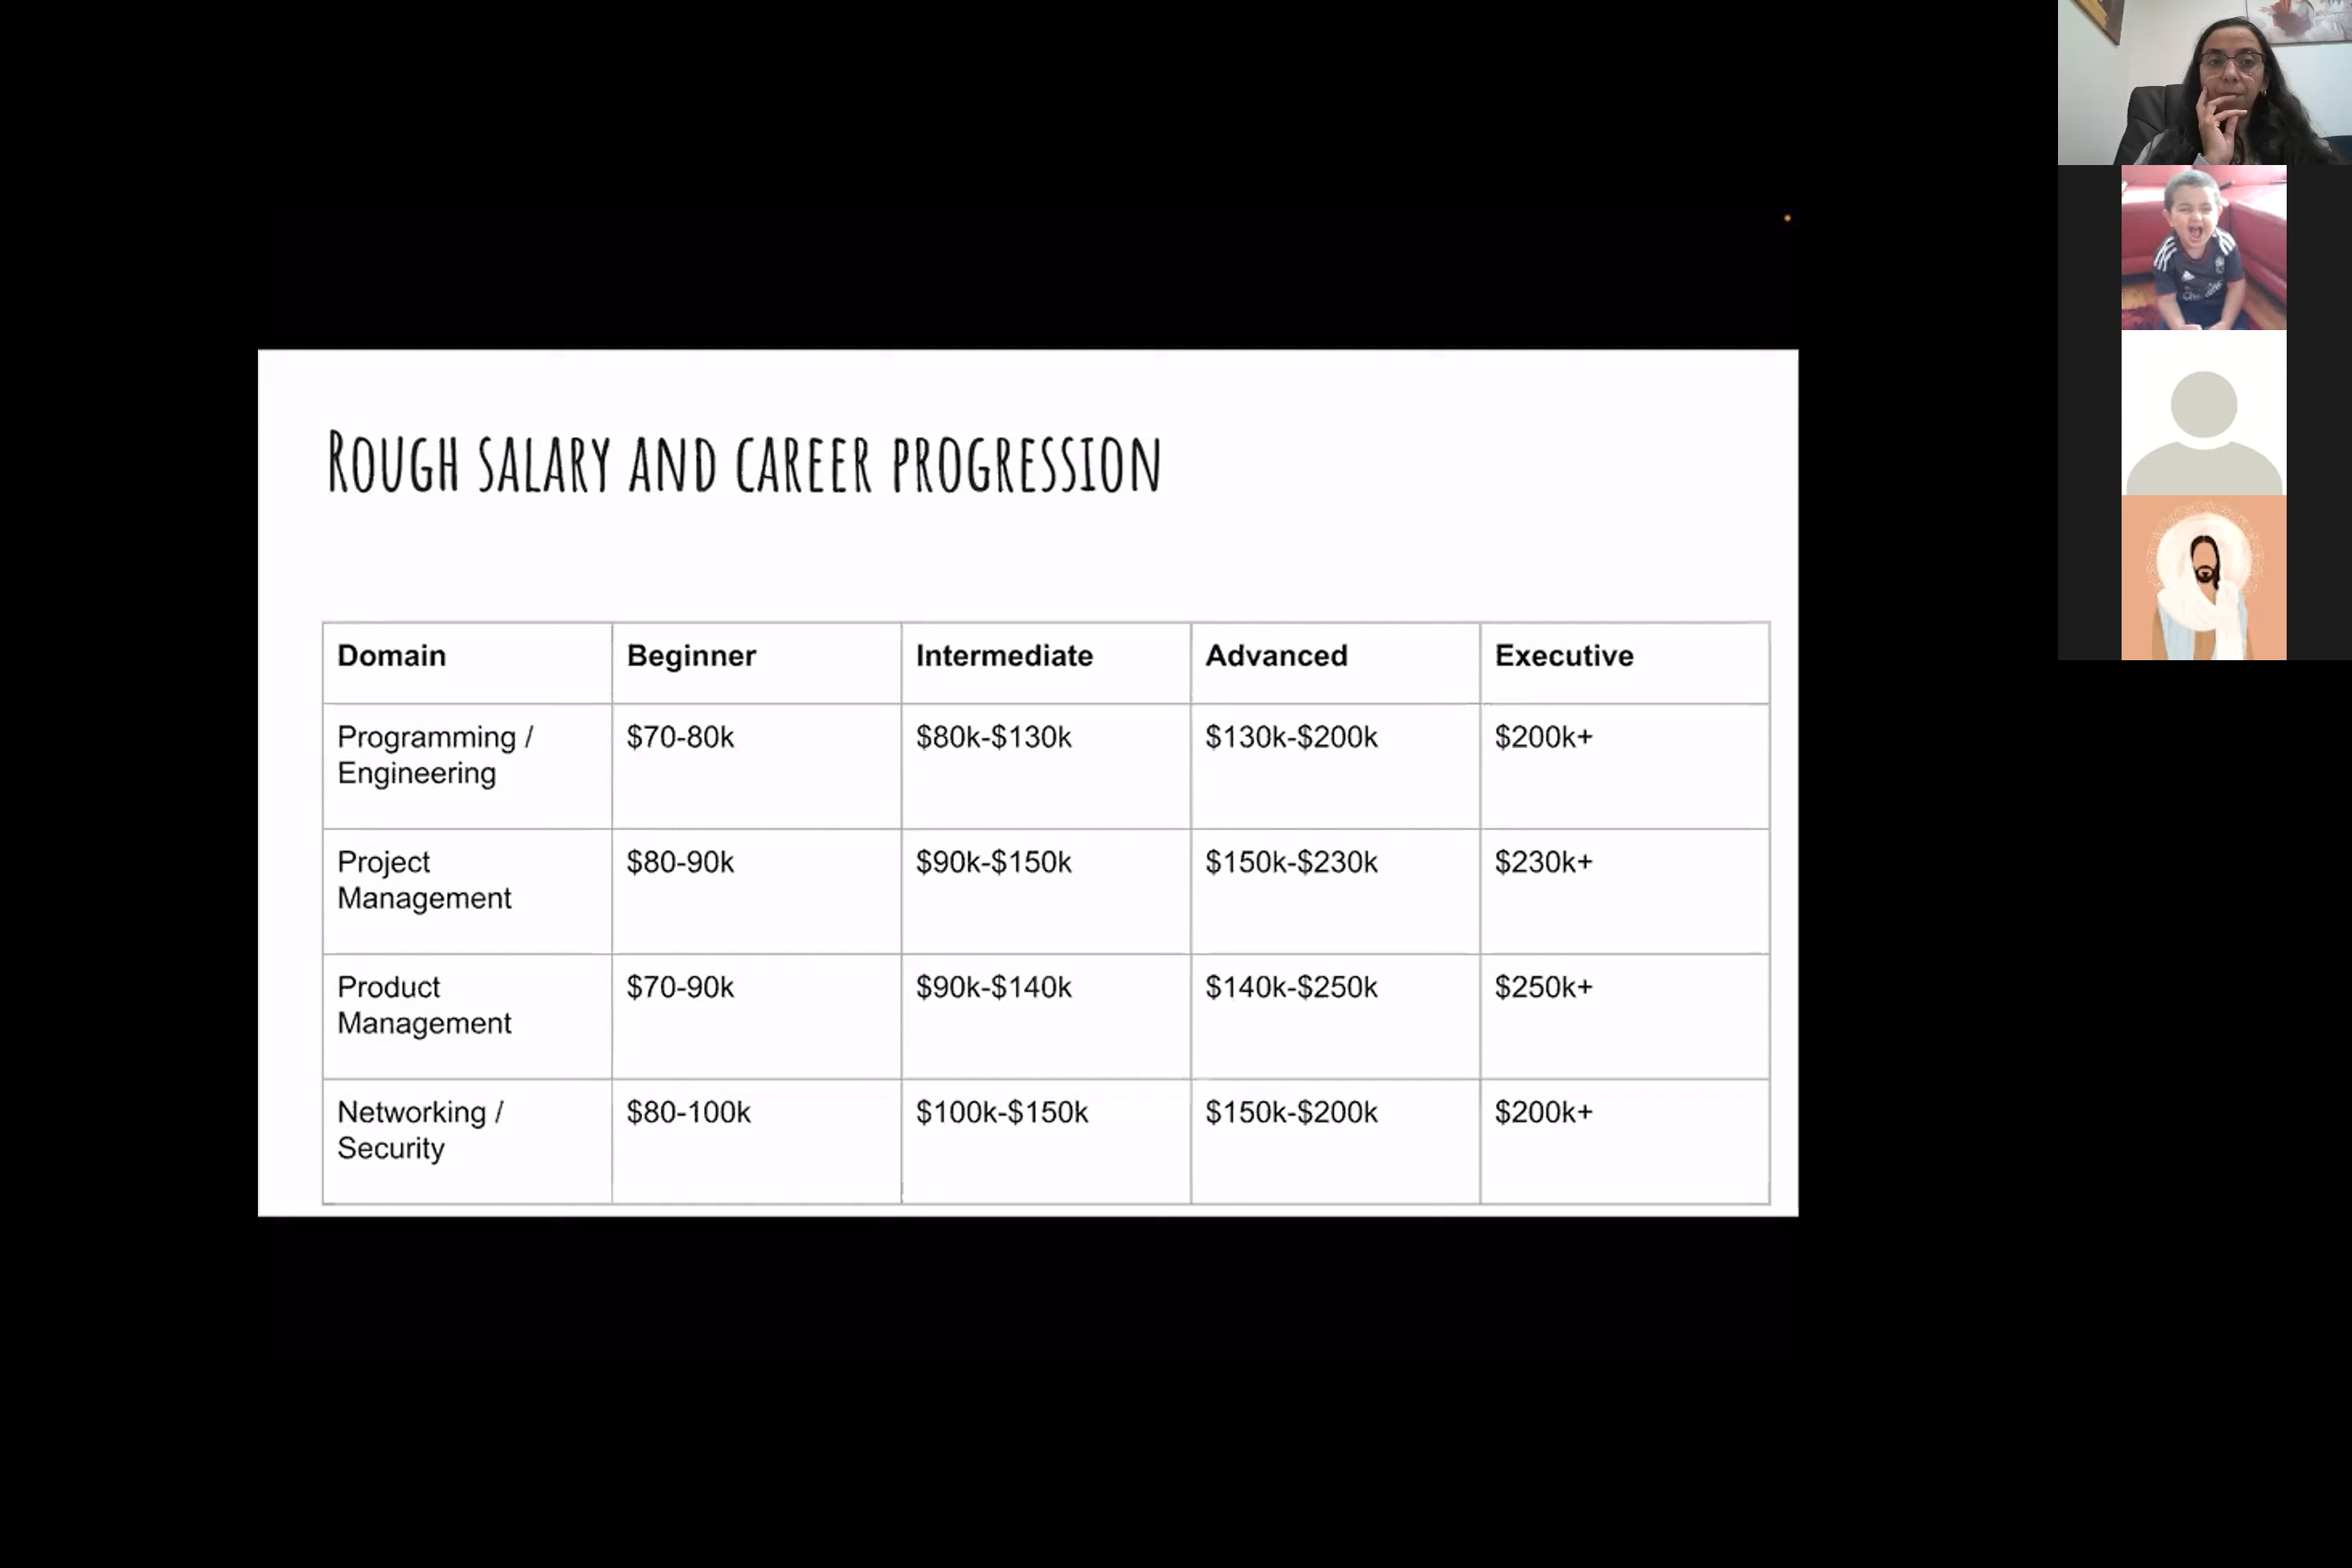 ROUGH SALARY AND CAREER PROGRESSION
Domain Beginner Intermediate Advanced Executive
Programming / $70-80k $80k-$130k $130k-$200k $200k+
Engineering
Project $80-90k $90k-$150k $150k-$230k $230k+
Management
Product $70-90k $90k-$140k $140k-$250k $250k+
Management
Networking / $80-100k $100k-$150k $150k-$200k $200k+
Security